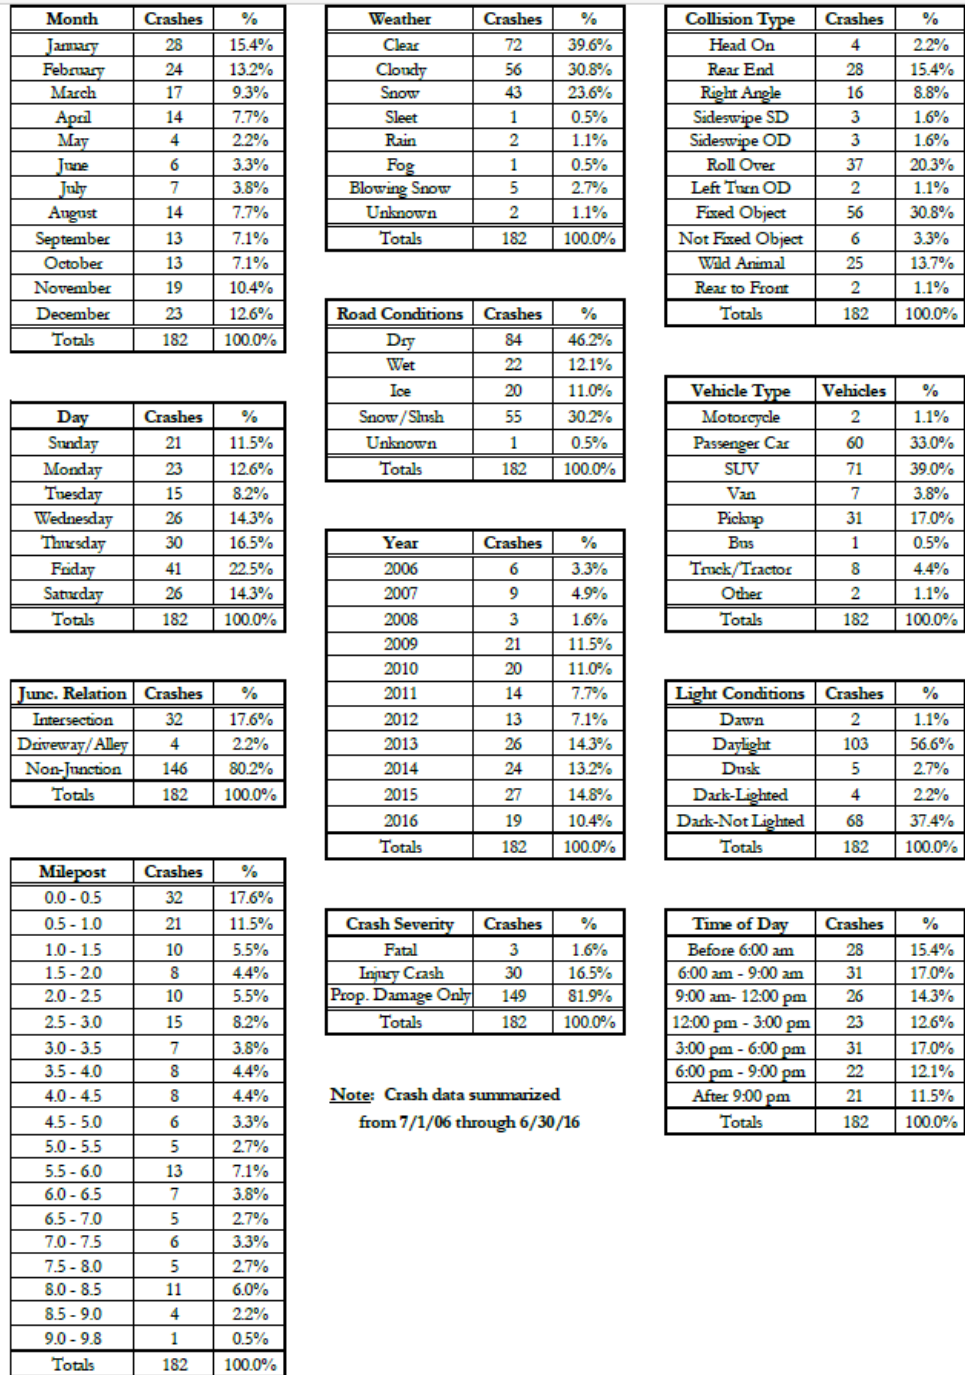 Month Crashes %
January 28 15.4%
February 24 13.2%
March 17 9.3%
April 14 7.7%
May 4 2.2%
June 6 3.3%
July 7 3.8%
August 14 7.7%
September 13 7.1%
October 13 7.1%
November 19 10.4%
December 23 12.6%
Totals 182 100.0%
Day Crashes %
Sunday 21 11.5%
Monday 23 12.6%
Tuesday 15 8.2%
Wednesday 26 14.3%
Thursday 30 16.5%
Friday 41 22.5%
Saturday 26 14.3%
Totals 182 100.0%
Junc. Relation Crashes %
Intersection 32 17.6%
Driveway/Alley 4 2.2%
Non-Junction 146 80.2%
Totals 182 100.0%
Milepost Crashes %
0.0 - 0.5 32 17.6%
0.5 - 1.0 21 11.5%
1.0 - 1.5 10 5.5%
1.5 - 2.0 8 4.4%
2.0 - 2.5 10 5.5%
2.5 - 3.0 15 8.2%
3.0 - 3.5 7 3.8%
3.5 - 4.0 8 4.4%
4.0 - 4.5 8 4.4%
4.5 - 5.0 6 3.3%
5.0 - 5.5 5 2.7%
5.5 - 6.0 13 7.1%
6.0 - 6.5 7 3.8%
6.5 - 7.0 5 2.7%
7.0 - 7.5 6 3.3%
7.5 - 8.0 5 2.7%
8.0 - 8.5 11 6.0%
8.5 - 9.0 4 2.2%
9.0 - 9.8 1 0.5%
Totals 182 100.0%
Weather Crashes %
Clear 72 39.6%
Cloudy 56 30.8%
Snow 43 23.6%
Sleet 1 0.5%
Rain 2 1.1%
Fog 1 0.5%
Blowing Snow 5 2.7%
Unknown 2 1.1%
Totals 182 100.0%
Road Conditions Crashes %
Dry 84 46.2%
Wet 22 12.1%
Ice 20 11.0%
Snow/Slush 55 30.2%
Unknown 1 0.5%
Totals 182 100.0%
Year Crashes %
2006 6 3.3%
2007 9 4.9%
2008 3 1.6%
2009 21 11.5%
2010 20 11.0%
2011 14 7.7%
2012 13 7.1%
2013 26 14.3%
2014 24 13.2%
2015 27 14.8%
2016 19 10.4%
Totals 182 100.0%
Crash Severity Crashes %
Fatal 3 1.6%
Injury Crash 30 16.5%
Prop. Damage Only 149 81.9%
Totals 182 100.0%
Note: Crash data summarized
from 7/1/06 through 6/30/16
Collision Type Crashes %
Head On 4 2.2%
Rear End 28 15.4%
Right Angle 16 8.8%
Sideswipe SD 3 1.6%
Sideswipe OD 3 1.6%
Roll Over 37 20.3%
Left Turn OD 2 1.1%
Fixed Object 56 30.8%
Not Fixed Object 6 3.3%
Wild Animal 25 13.7%
Rear to Front 2 1.1%
Totals 182 100.0%
Vehicle Type Vehicles %
Motorcycle 2 1.1%
Passenger Car 60 33.0%
SUV 71 39.0%
Van 7 3.8%
Pickup 31 17.0%
Bus 1 0.5%
Truck/Tractor 8 4.4%
Other 2 1.1%
Totals 182 100.0%
Light Conditions Crashes %
Dawn 2 1.1%
Daylight 103 56.6%
Dusk 5 2.7%
Dark-Lighted 4 2.2%
Dark-Not Lighted 68 37.4%
Totals 182 100.0%
Time of Day Crashes %
Before 6:00 am 28 15.4%
6:00 am - 9:00 am 31 17.0%
9:00 am- 12:00 pm 26 14.3%
12:00 pm - 3:00 pm 23 12.6%
3:00 pm - 6:00 pm 31 17.0%
6:00 pm - 9:00 pm 22 12.1%
After 9:00 pm 21 11.5%
Totals 182 100.0%